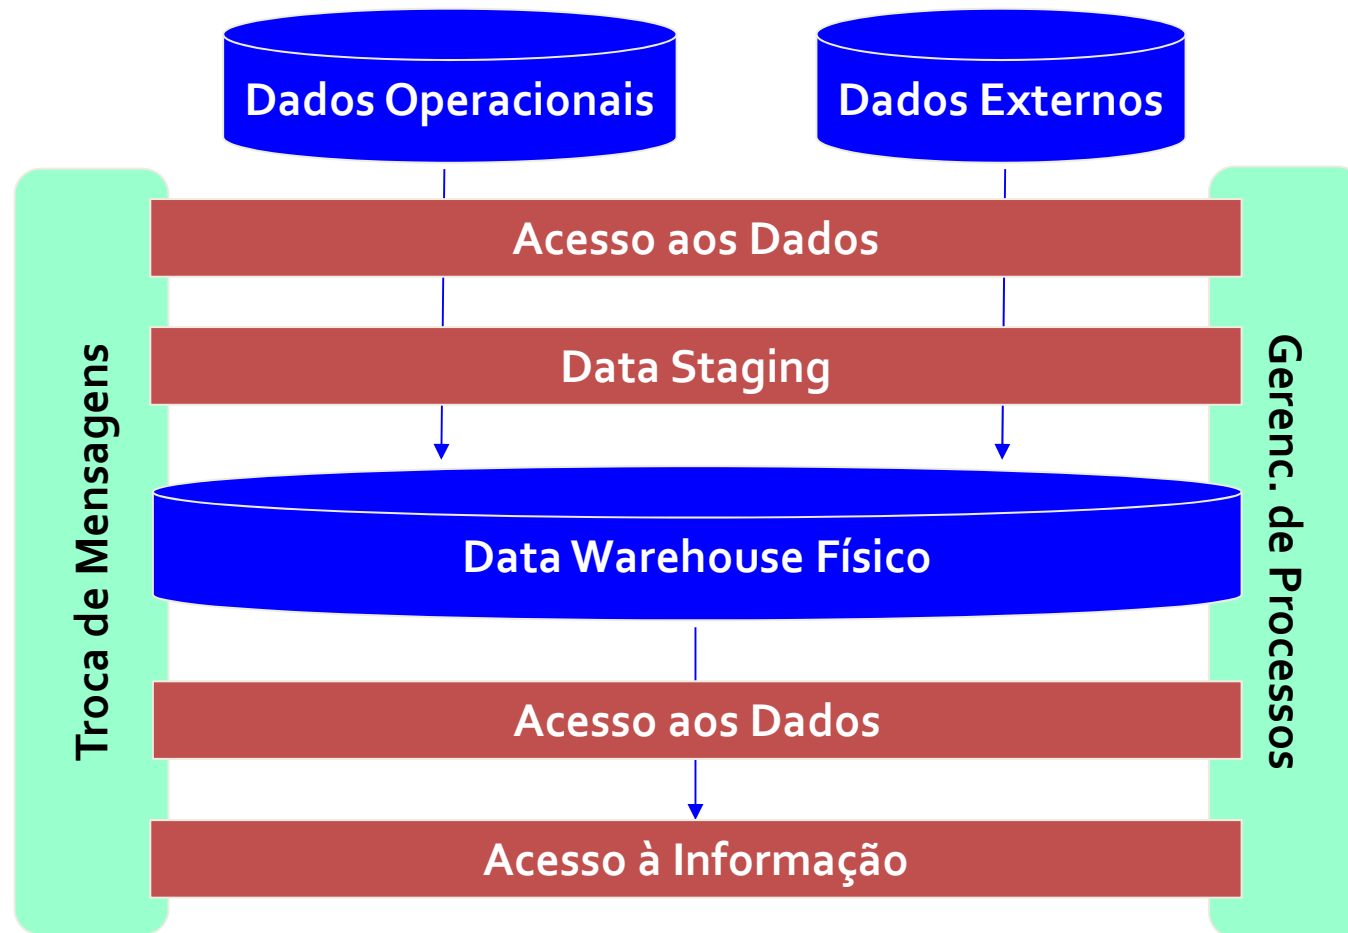 Dados Operacionais
Dados Externos
Acesso aos Dados
Data Staging
Troca de Mensagens
Gerenc. de Processos
Data Warehouse Físico
Acesso aos Dados
Acesso à Informação